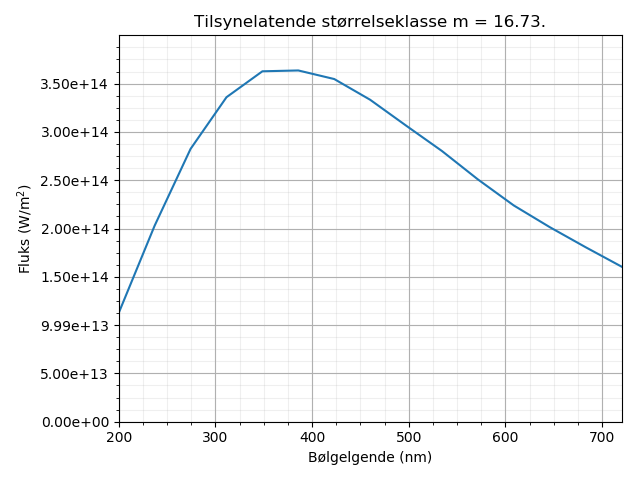 Tilsynelatende størrelseklasse m = 16.73.
Fluks (W/m²)
3.50e+14
3.00e+14
2.50e+14
2.00e+14
1.50e+14
9.99e+13
5.00e+13
0.00e+00
200 300 400 500 600 700
Bølgelgende (nm)